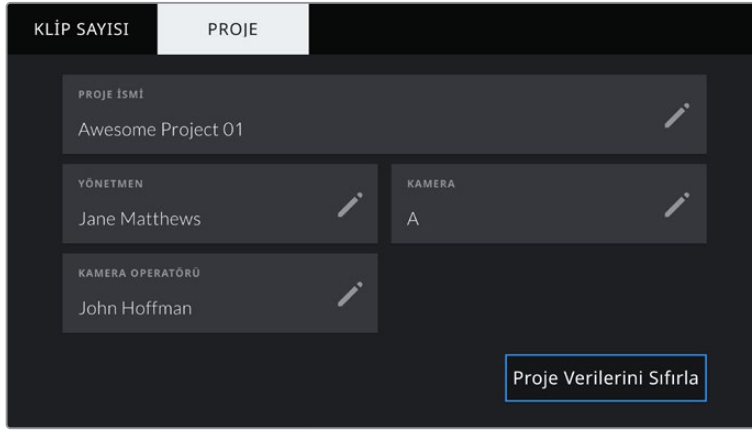 KLİP SAYISI
PROJE
PROJE İSMİ
Awesome Project 01
YÖNETMEN
Jane Matthews
KAMERA
A
KAMERA OPERATÖRÜ
John Hoffman
Proje Verilerini Sıfırla